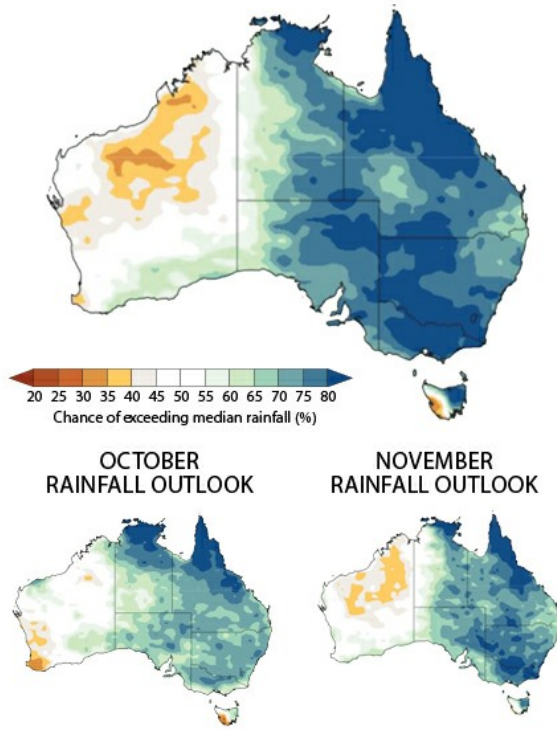 20 25 30 35 40 45 50 55 60 65 70 75 80
Chance of exceeding median rainfall (%)
OCTOBER
RAINFALL OUTLOOK
NOVEMBER
RAINFALL OUTLOOK